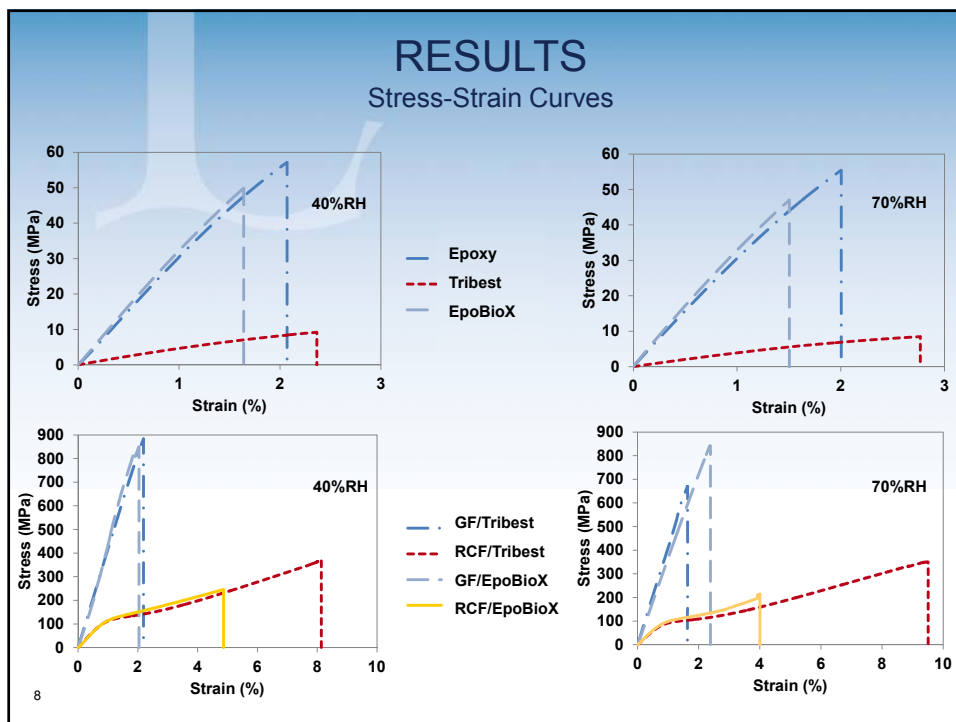 RESULTS
Stress-Strain Curves
60
50
40
30
20
10
0
0 1 2 3
Stress (MPa)
Strain (%)
40%RH
Epoxy
Tribest
EpoBioX
60
50
40
30
20
10
0
0 1 2 3
Stress (MPa)
Strain (%)
70%RH
900
800
700
600
500
400
300
200
100
0
0 2 4 6 8 10
Stress (MPa)
Strain (%)
40%RH
GF/Tribest
RCF/Tribest
GF/EpoBioX
RCF/EpoBioX
900
800
700
600
500
400
300
200
100
0
0 2 4 6 8 10
Stress (MPa)
Strain (%)
70%RH
8